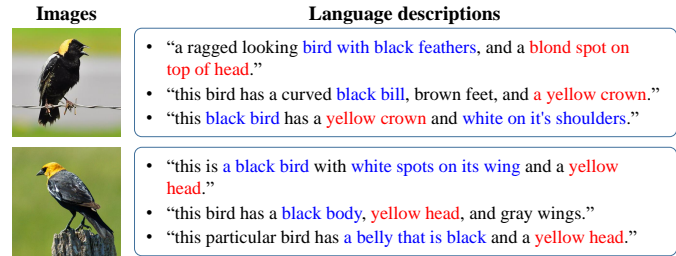 Images Language descriptions
• “a ragged looking bird with black feathers, and a blond spot on
top of head.”
• “this bird has a curved black bill, brown feet, and a yellow crown.”
• “this black bird has a yellow crown and white on it's shoulders.”
• “this is a black bird with white spots on its wing and a yellow
head.”
• “this bird has a black body, yellow head, and gray wings.”
• “this particular bird has a belly that is black and a yellow head.”